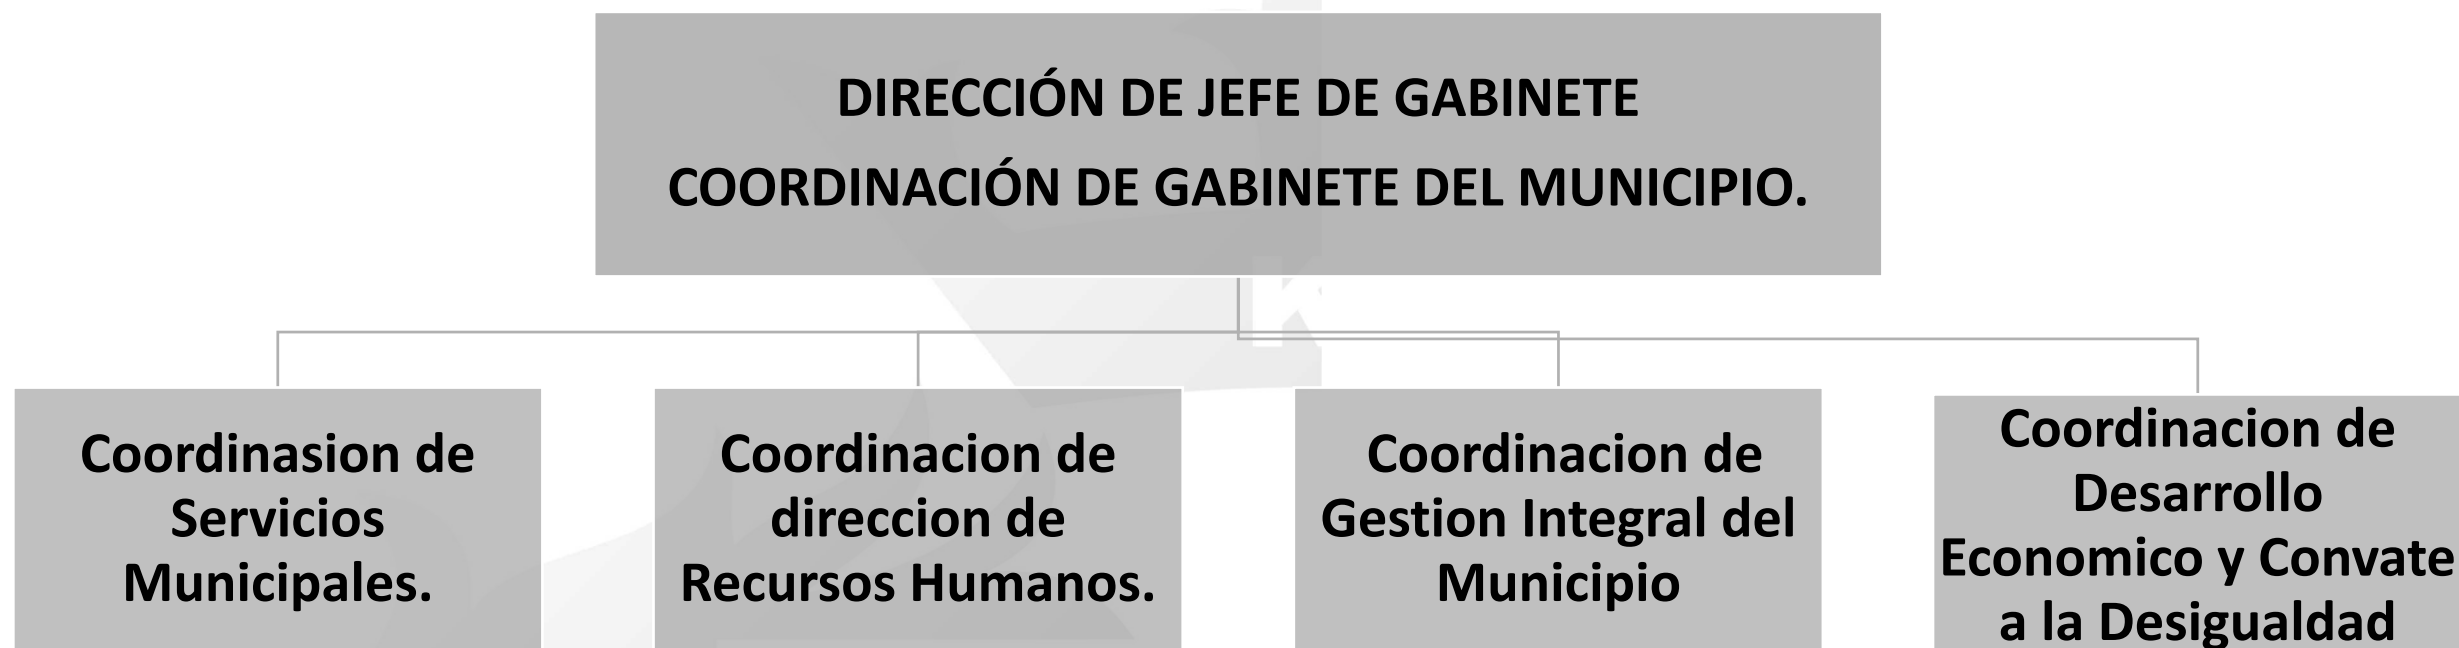 DIRECCIÓN DE JEFE DE GABINETE
COORDINACIÓN DE GABINETE DEL MUNICIPIO.
Coordinasion de
Servicios
Municipales.
Coordinacion de
direccion de
Recursos Humanos.
Coordinacion de
Gestion Integral del
Municipio
Coordinacion de
Desarrollo
Economico y Convate
a la Desigualdad